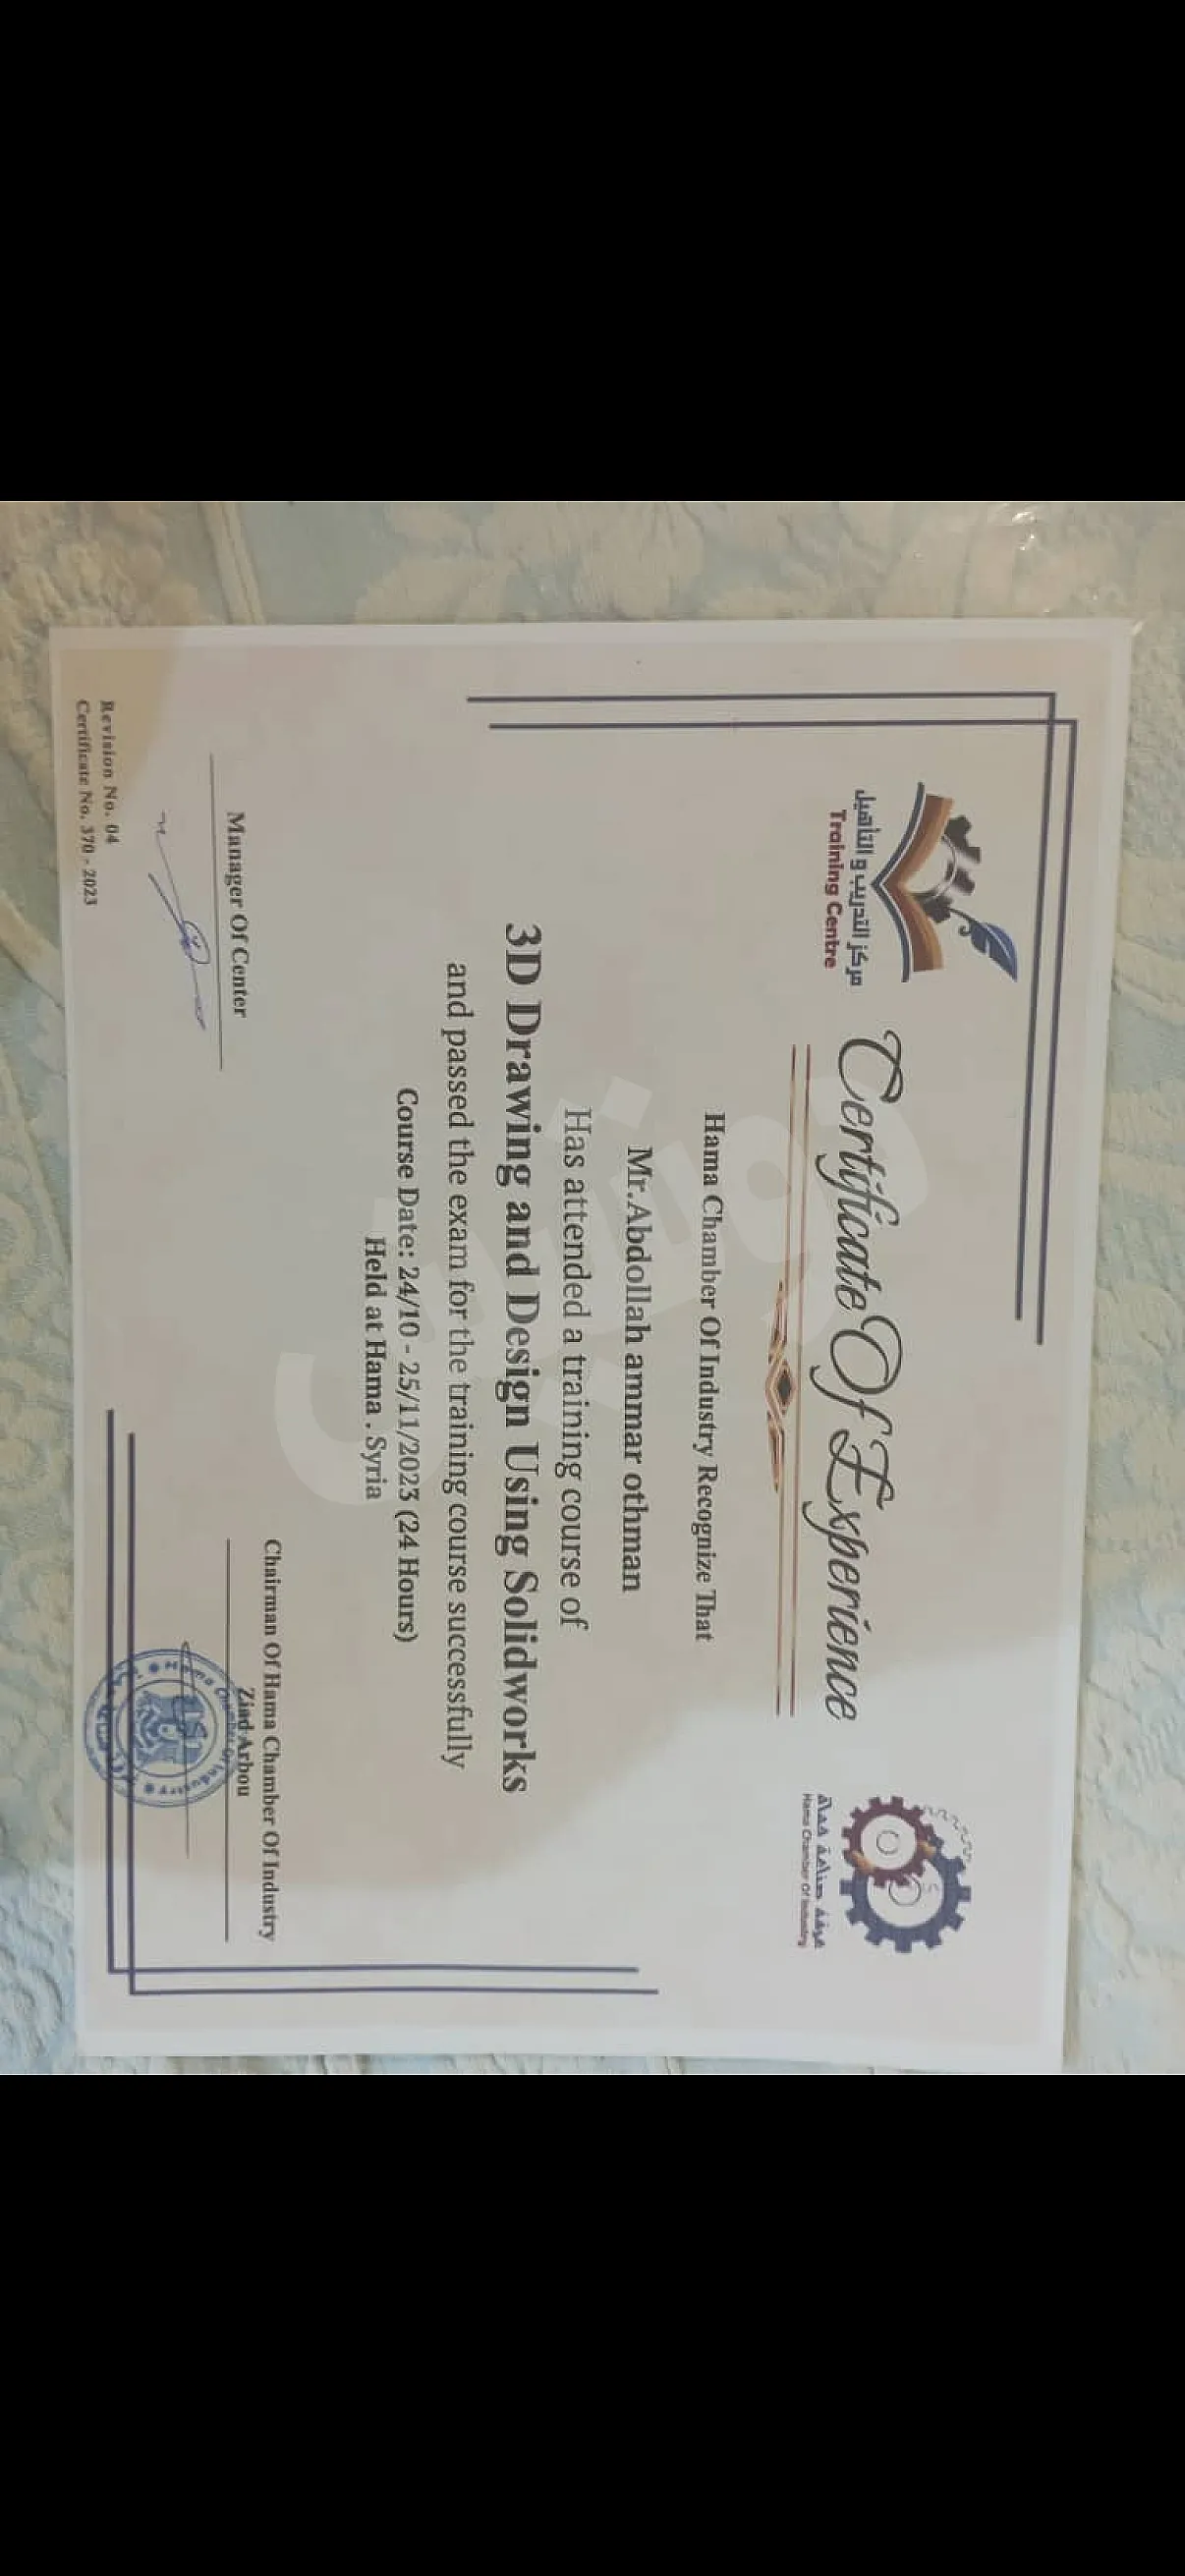 مركز التدريب و التأهيل
Training Centre
Certificate Of Experience
غرفة صناعة حماة
Hama Chamber Of Industry
Hama Chamber Of Industry Recognize That
Mr.Abdollah ammar othman
Has attended a training course of
3D Drawing and Design Using Solidworks
and passed the exam for the training course successfully
Course Date: 24/10 - 25/11/2023 (24 Hours)
Held at Hama . Syria
Manager Of Center
Chairman Of Hama Chamber Of Industry
Ziad Arbou
Hama Chamber Of Industry
Revision No. 04
Certificate No. 370 - 2023